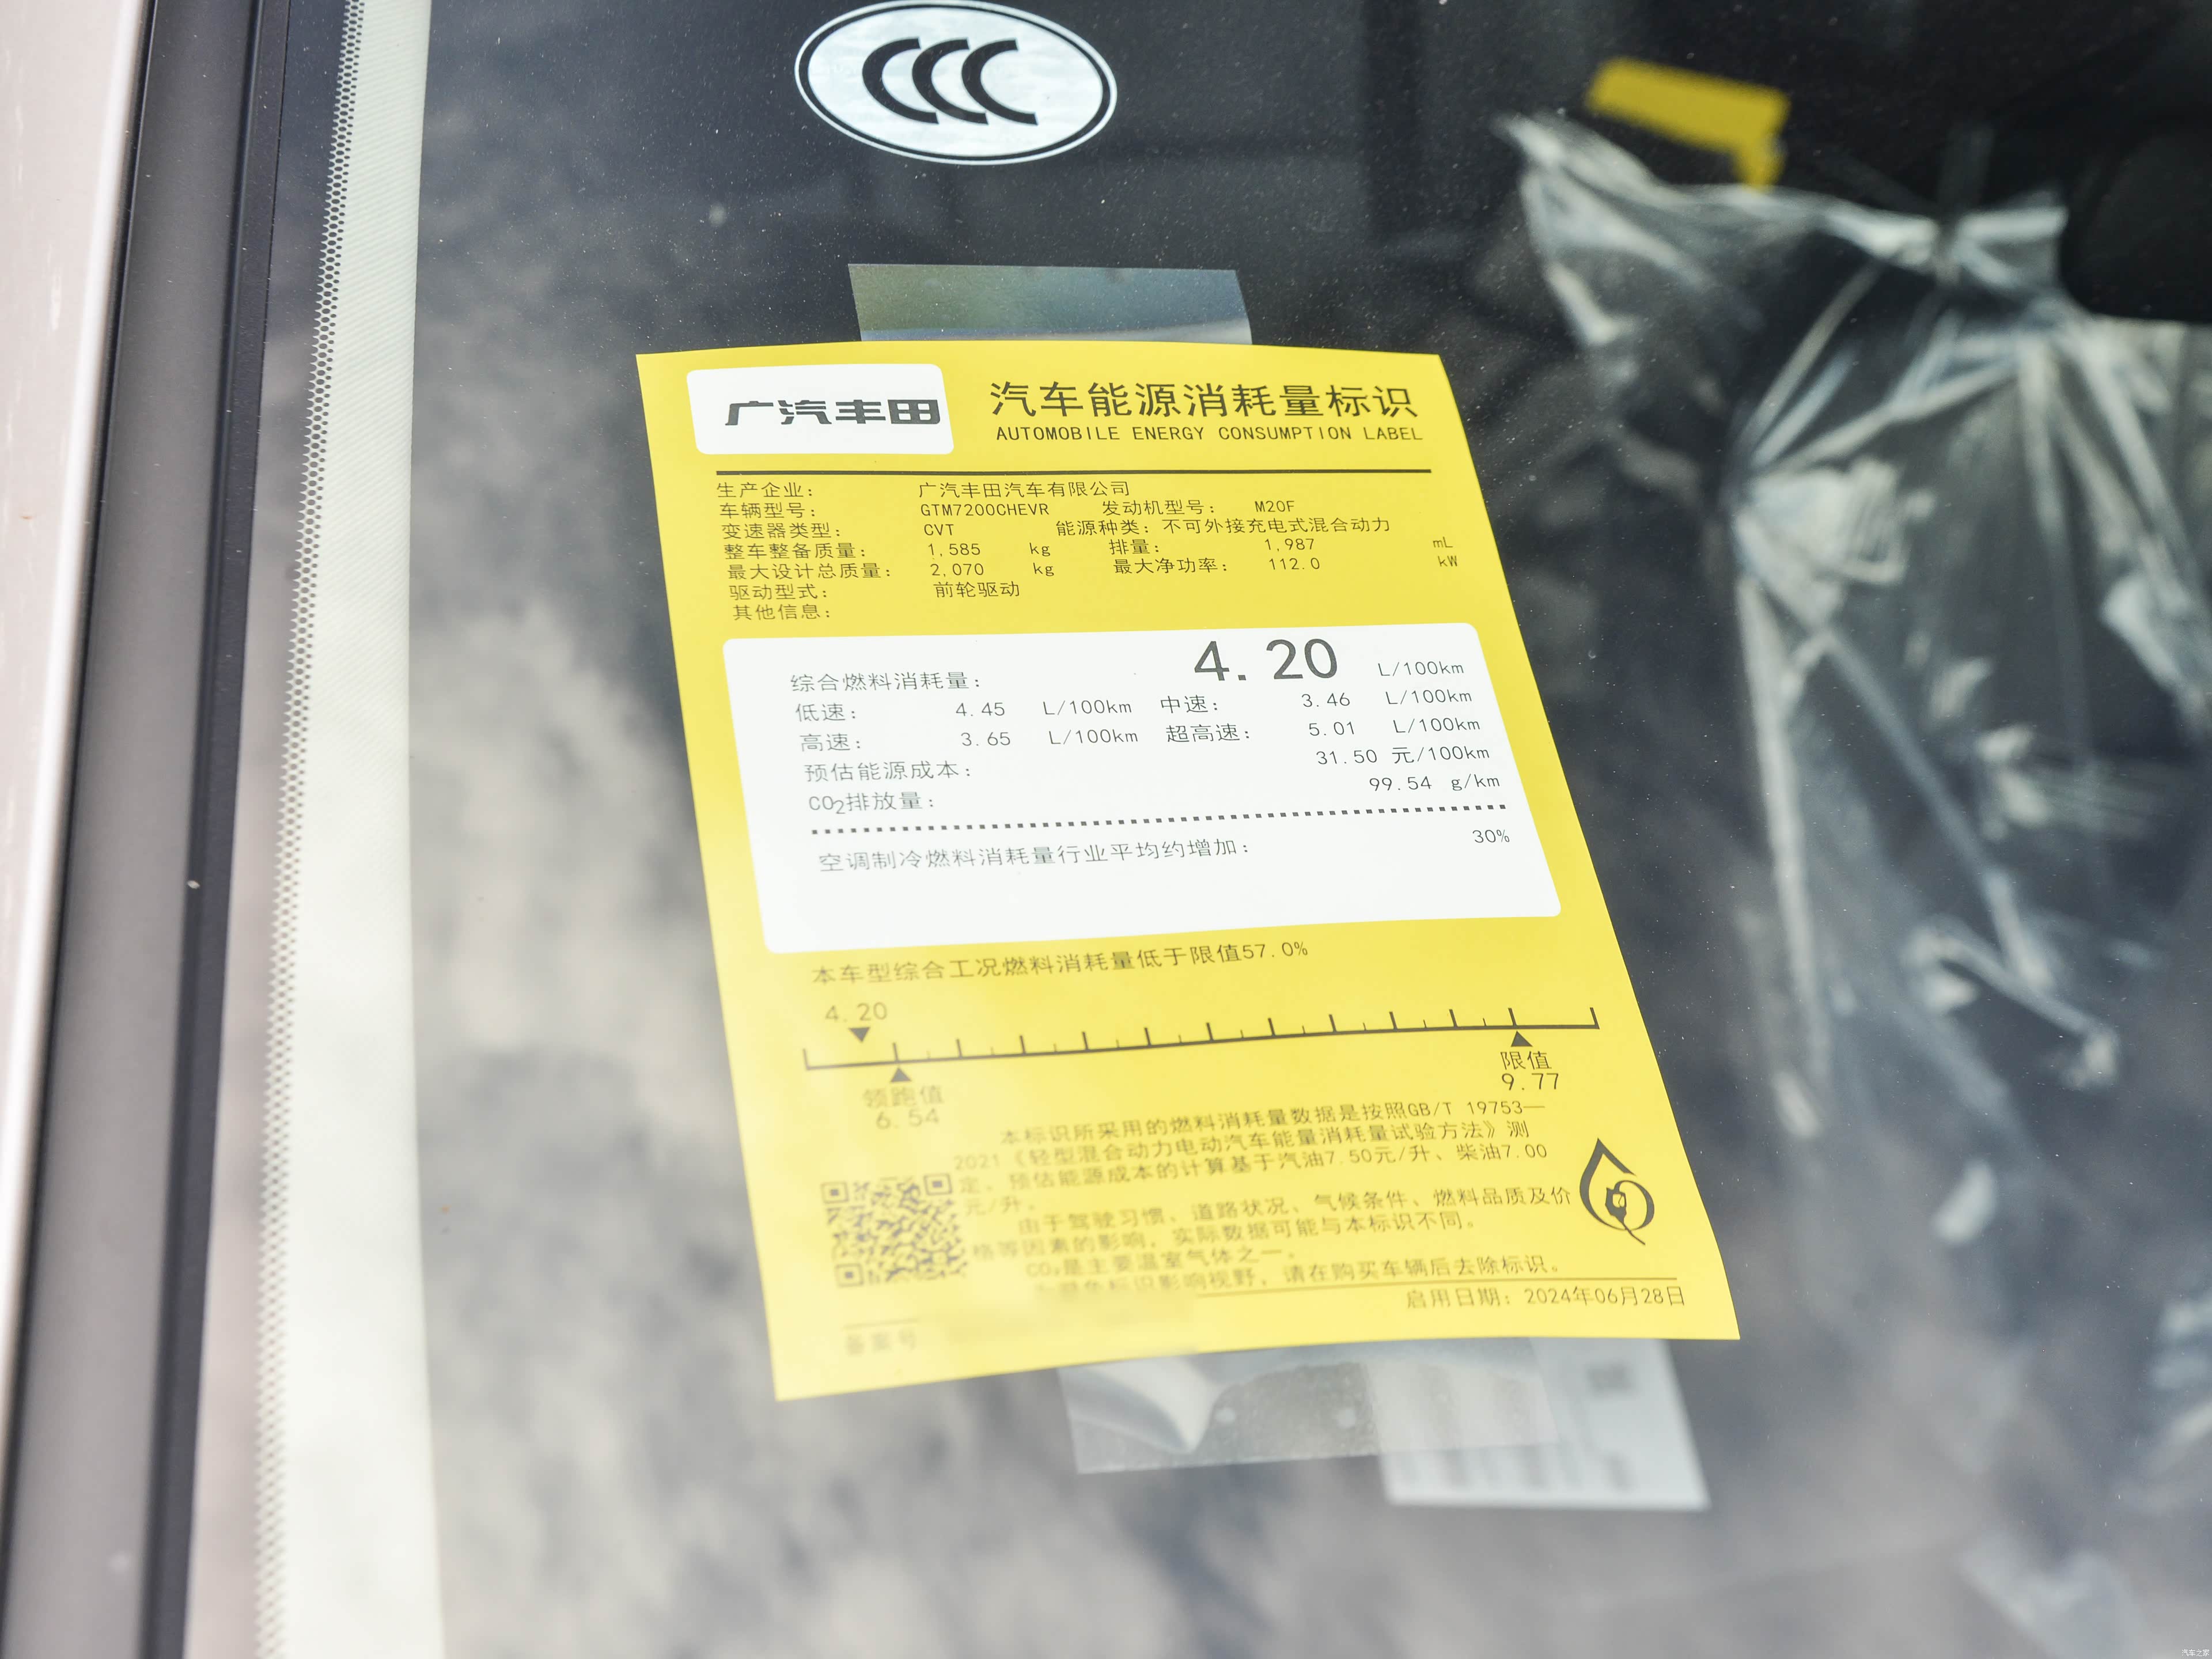 CCC
广汽丰田
汽车能源消耗量标识
AUTOMOBILE ENERGY CONSUMPTION LABEL
生产企业： 广汽丰田汽车有限公司
车辆型号： GTM7200CHEVR 发动机型号： M20F
变速器类型： CVT 能源种类：不可外接充电式混合动力
整车整备质量： 1,585 kg 排量： 1,987 mL
最大设计总质量： 2,070 kg 最大净功率： 112.0 kW
驱动型式： 前轮驱动
其他信息：
综合燃料消耗量： 4.20 L/100km
低速： 4.45 L/100km 中速： 3.46 L/100km
高速： 3.65 L/100km 超高速： 5.01 L/100km
预估能源成本： 31.50 元/100km
CO2排放量： 99.54 g/km
空调制冷燃料消耗量行业平均约增加： 30%
本车型综合工况燃料消耗量低于限值57.0%
4.20
领跑值
6.54
限值
9.77
本标识所采用的燃料消耗量数据是按照GB/T 19753—
2021《轻型混合动力电动汽车能量消耗量试验方法》测
定，预估能源成本的计算基于汽油7.50元/升、柴油7.00
元/升。
由于驾驶习惯、道路状况、气候条件、燃料品质及价
格等因素的影响，实际数据可能与本标识不同。
CO₂是主要温室气体之一。
为避免标识影响视野，请在购买车辆后去除标识。
备案号
启用日期：2024年06月28日
汽车之家